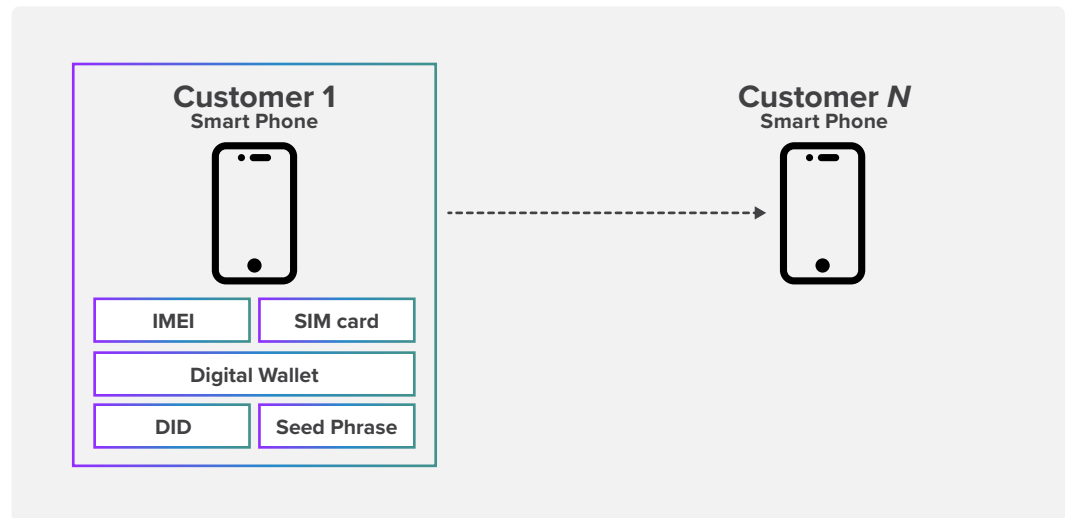 Customer 1
Smart Phone
IMEI
SIM card
Digital Wallet
DID
Seed Phrase
Customer N
Smart Phone